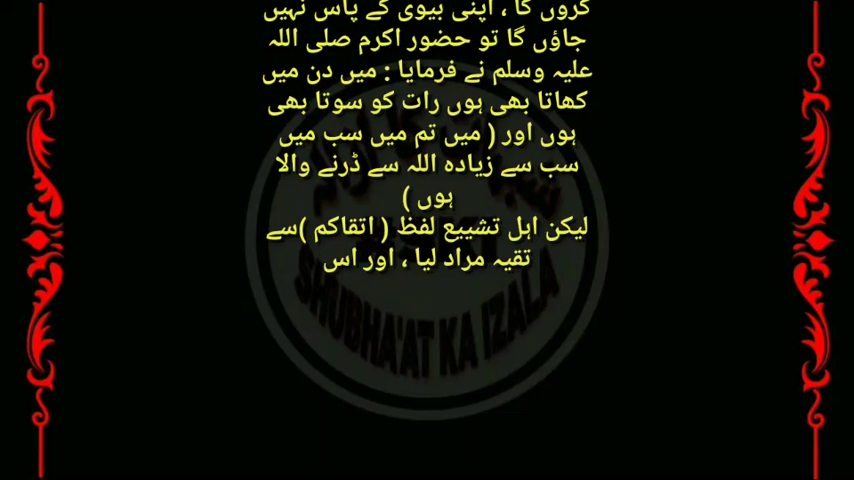 کروں گا ، اپنی بیوی کے پاس نہیں
جاؤں گا تو حضور اکرم صلی اللہ
علیہ وسلم نے فرمایا : میں دن میں
کھاتا بھی ہوں رات کو سوتا بھی
ہوں اور ( میں تم میں سب میں
سب سے زیادہ اللہ سے ڈرنے والا
ہوں )
لیکن اہل تشییع لفظ ( اتقاکم )سے
تقیہ مراد لیا ، اور اس
SHUBHA'AT KA IZALA